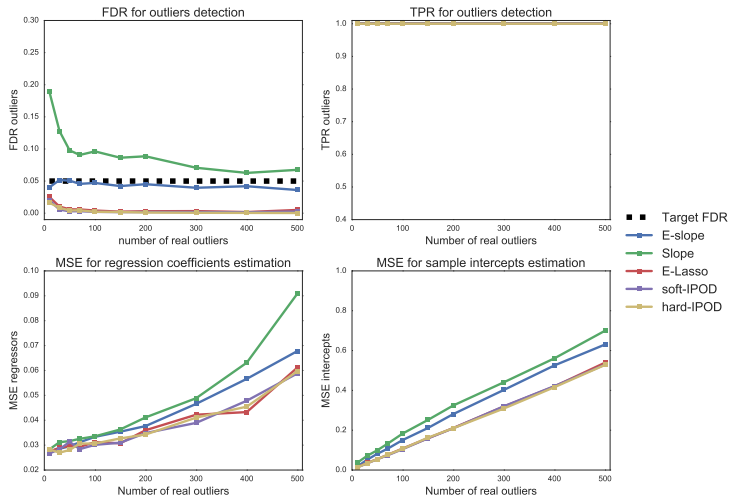 FDR for outliers detection
0.30
0.25
0.20
0.15
0.10
0.05
0.00
FDR outliers
0 100 200 300 400 500
number of real outliers
TPR for outliers detection
1.0
0.9
0.8
0.7
0.6
0.5
0.4
TPR outliers
0 100 200 300 400 500
Number of real outliers
MSE for regression coefficients estimation
0.10
0.09
0.08
0.07
0.06
0.05
0.04
0.03
0.02
MSE regressors
0 100 200 300 400 500
Number of real outliers
MSE for sample intercepts estimation
1.0
0.8
0.6
0.4
0.2
0.0
MSE intercepts
0 100 200 300 400 500
Number of real outliers
Target FDR
E-slope
Slope
E-Lasso
soft-IPOD
hard-IPOD